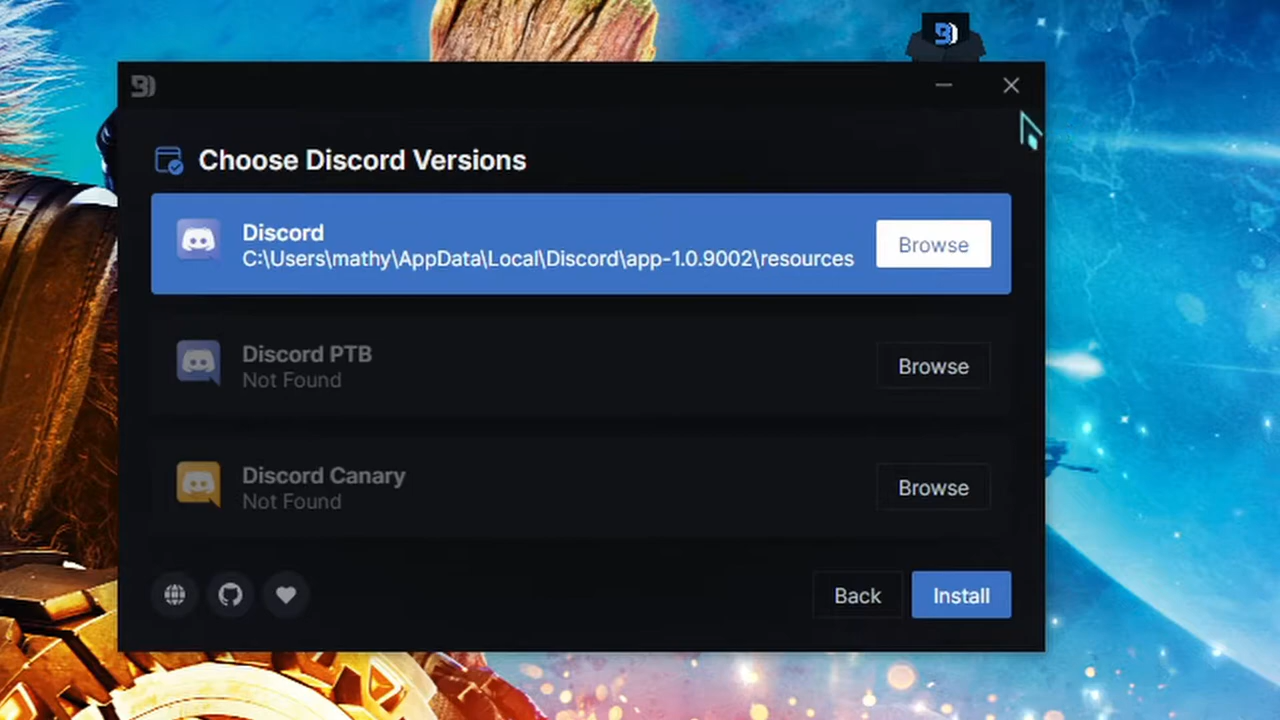 Choose Discord Versions
Discord
C:\Users\mathy\AppData\Local\Discord\app-1.0.9002\resources
Browse
Discord PTB
Not Found
Browse
Discord Canary
Not Found
Browse
Back
Install